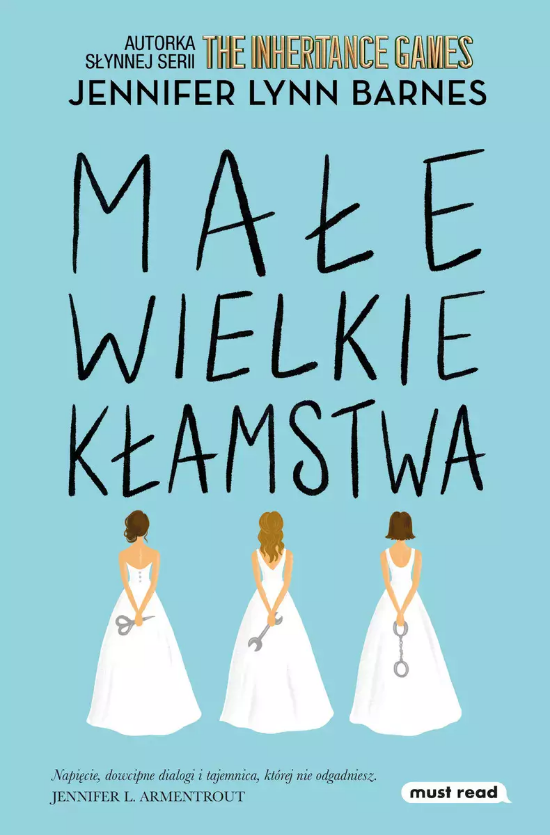 AUTORKA
SŁYNNEJ SERII THE INHERITANCE GAMES
JENNIFER LYNN BARNES
MAŁE
WIELKIE
KŁAMSTWA
Napięcie, dowcipne dialogi i tajemnica, której nie odgadniesz.
JENNIFER L. ARMENTROUT
must read